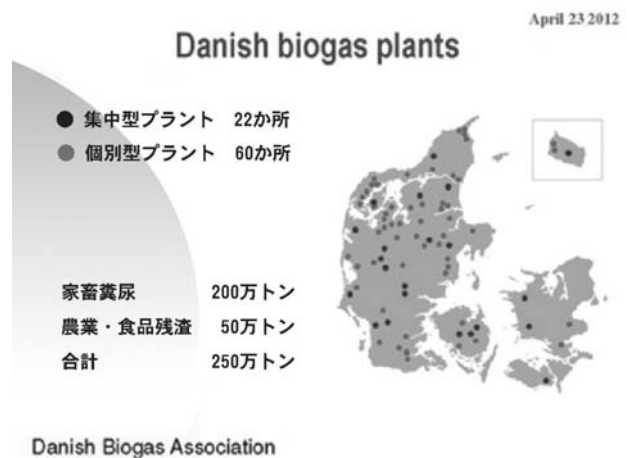 April 23 2012
Danish biogas plants
集中型プラント 22か所
個別型プラント 60か所
家畜糞尿 200万トン
農業・食品残渣 50万トン
合計 250万トン
Danish Biogas Association